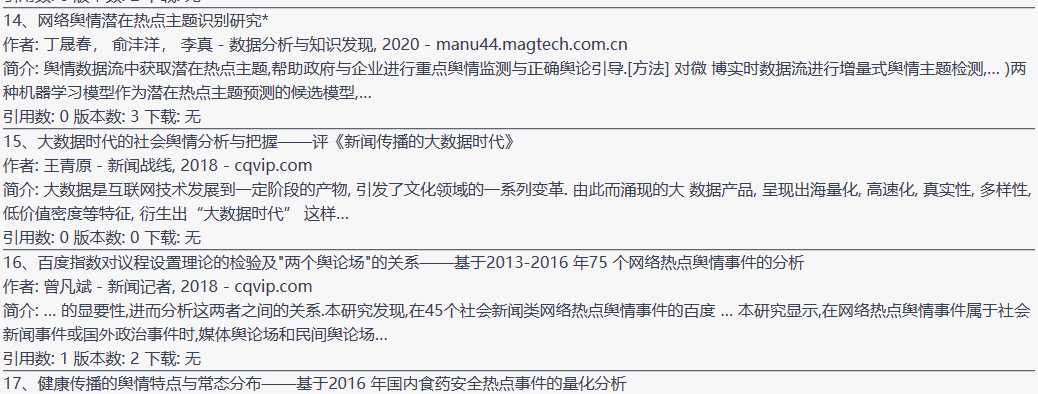 14、网络舆情潜在热点主题识别研究*
作者: 丁晟春， 俞沣洋， 李真 - 数据分析与知识发现, 2020 - manu44.magtech.com.cn
简介: 舆情数据流中获取潜在热点主题,帮助政府与企业进行重点舆情监测与正确舆论引导.[方法] 对微 博实时数据流进行增量式舆情主题检测,... )两
种机器学习模型作为潜在热点主题预测的候选模型,...
引用数: 0 版本数: 3 下载: 无
15、大数据时代的社会舆情分析与把握——评《新闻传播的大数据时代》
作者: 王青原 - 新闻战线, 2018 - cqvip.com
简介: 大数据是互联网技术发展到一定阶段的产物, 引发了文化领域的一系列变革. 由此而涌现的大 数据产品, 呈现出海量化, 高速化, 真实性, 多样性,
低价值密度等特征, 衍生出“大数据时代” 这样...
引用数: 0 版本数: 0 下载: 无
16、百度指数对议程设置理论的检验及"两个舆论场"的关系——基于2013-2016 年75 个网络热点舆情事件的分析
作者: 曾凡斌 - 新闻记者, 2018 - cqvip.com
简介: ... 的显要性,进而分析这两者之间的关系.本研究发现,在45个社会新闻类网络热点舆情事件的百度 ... 本研究显示,在网络热点舆情事件属于社会
新闻事件或国外政治事件时,媒体舆论场和民间舆论场...
引用数: 1 版本数: 2 下载: 无
17、健康传播的舆情特点与常态分布——基于2016 年国内食药安全热点事件的量化分析